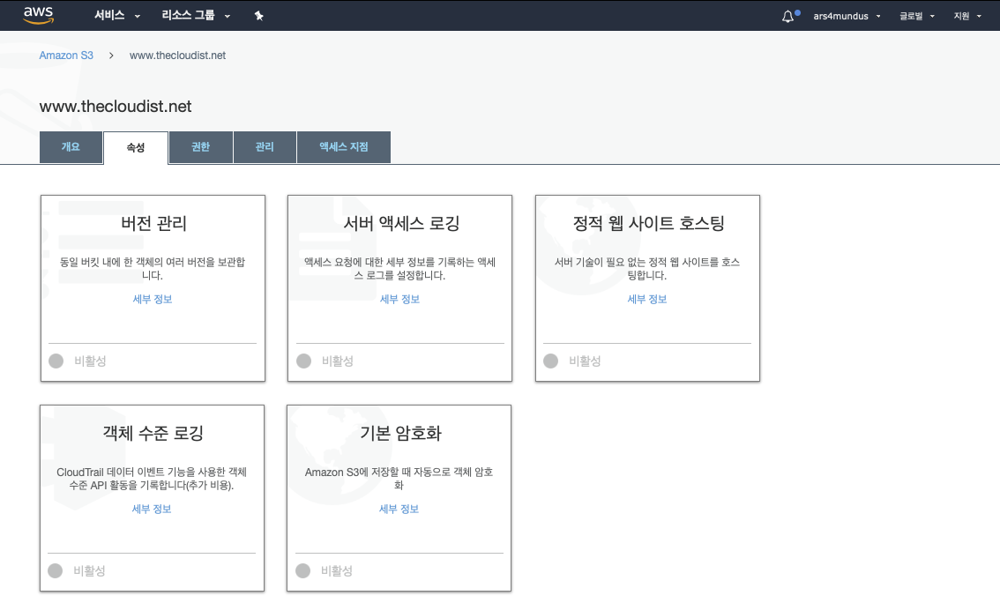 aws 서비스 리소스 그룹 ars4mundus 글로벌 지원
Amazon S3 > www.thecloudist.net
www.thecloudist.net
개요 속성 권한 관리 액세스 지점
버전 관리
동일 버킷 내에 한 객체의 여러 버전을 보관합
니다.
세부 정보
비활성
서버 액세스 로깅
액세스 요청에 대한 세부 정보를 기록하는 액세
스 로그를 설정합니다.
세부 정보
비활성
정적 웹 사이트 호스팅
서버 기술이 필요 없는 정적 웹 사이트를 호스
팅합니다.
세부 정보
비활성
객체 수준 로깅
CloudTrail 데이터 이벤트 기능을 사용한 객체
수준 API 활동을 기록합니다(추가 비용).
세부 정보
비활성
기본 암호화
Amazon S3에 저장할 때 자동으로 객체 암호
화
세부 정보
비활성